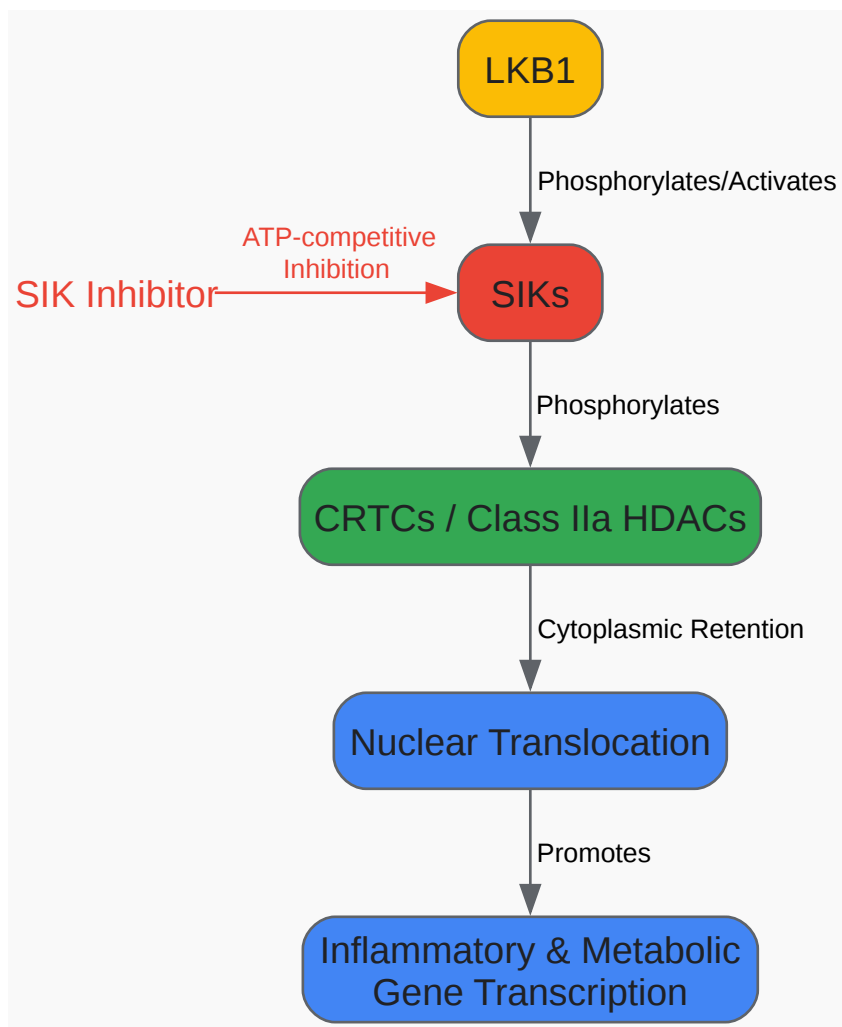 LKB1
Phosphorylates/Activates
ATP-competitive
Inhibition
SIK Inhibitor
SIKs
Phosphorylates
CRTCs / Class IIa HDACs
Cytoplasmic Retention
Nuclear Translocation
Promotes
Inflammatory & Metabolic
Gene Transcription